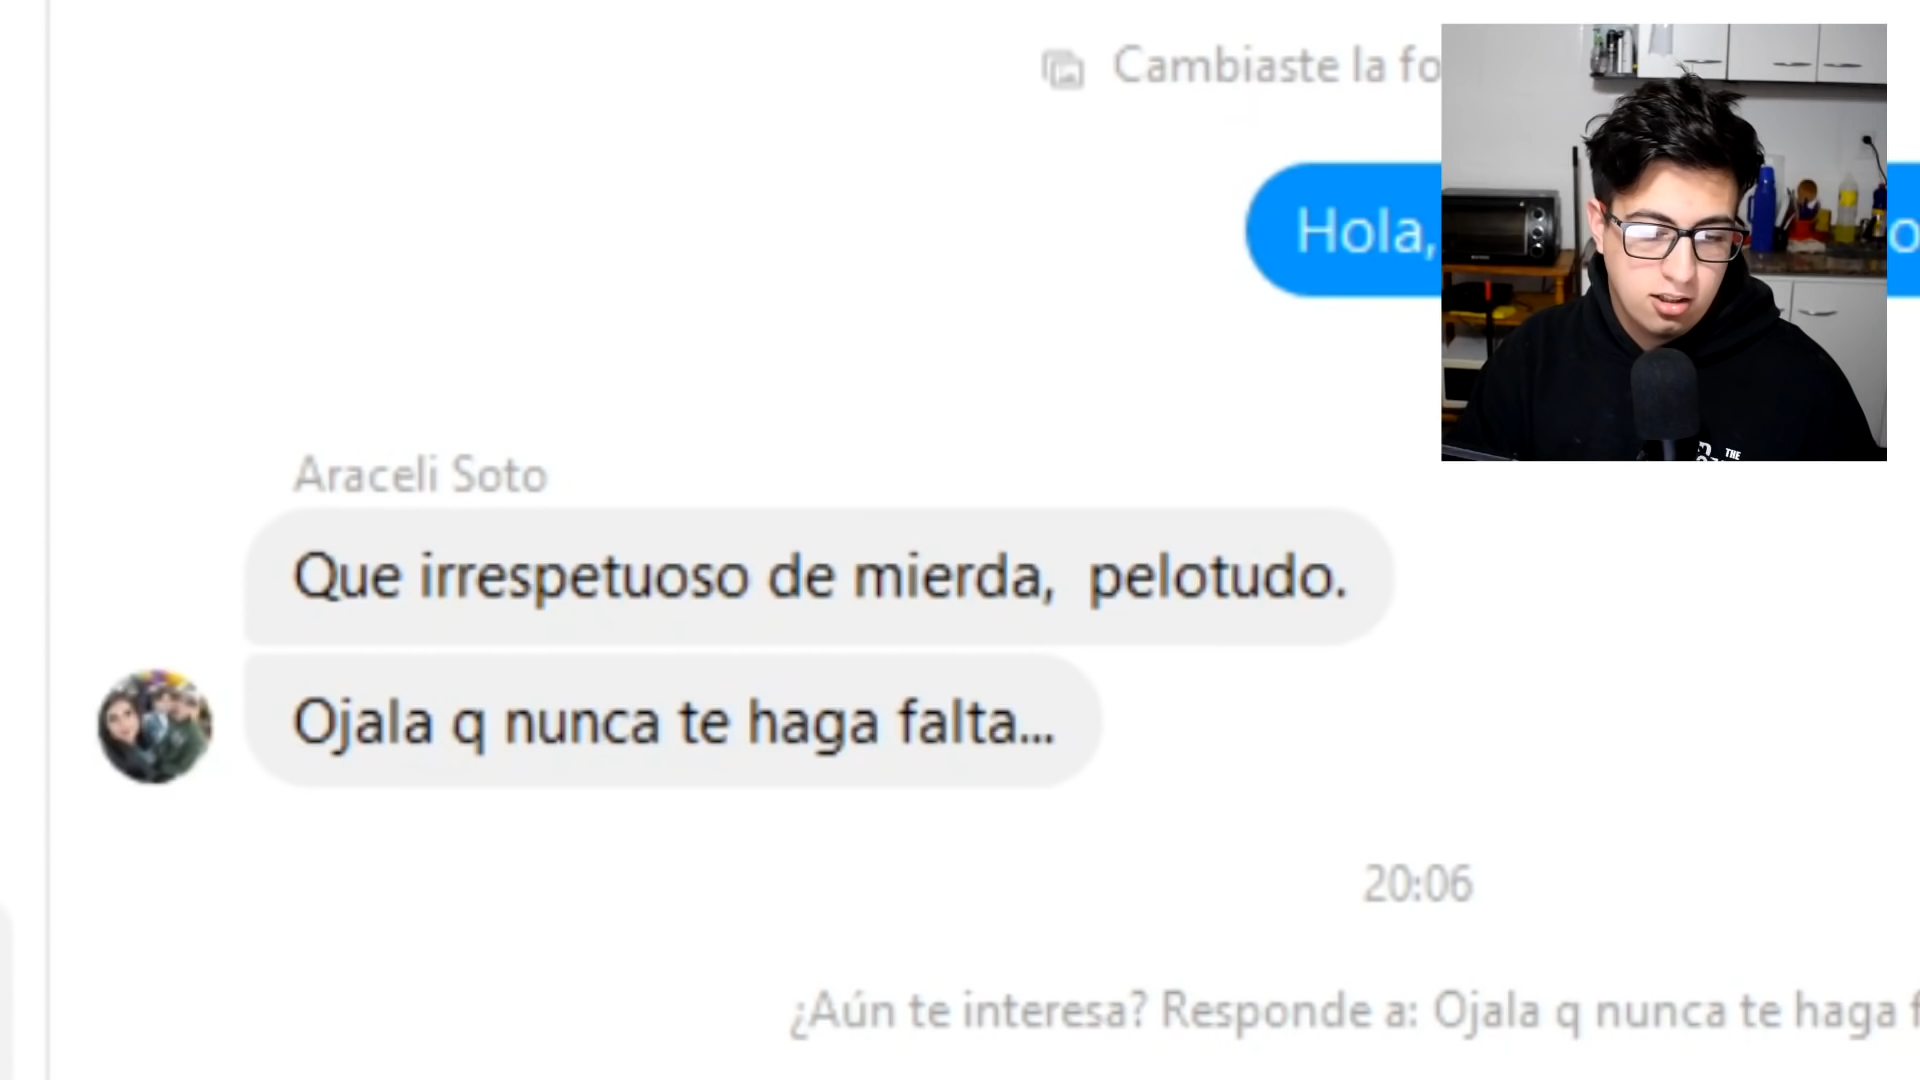 Cambiaste la fo
Hola,
Araceli Soto
Que irrespetuoso de mierda,  pelotudo.
Ojala q nunca te haga falta...
20:06
¿Aún te interesa? Responde a: Ojala q nunca te haga
THE